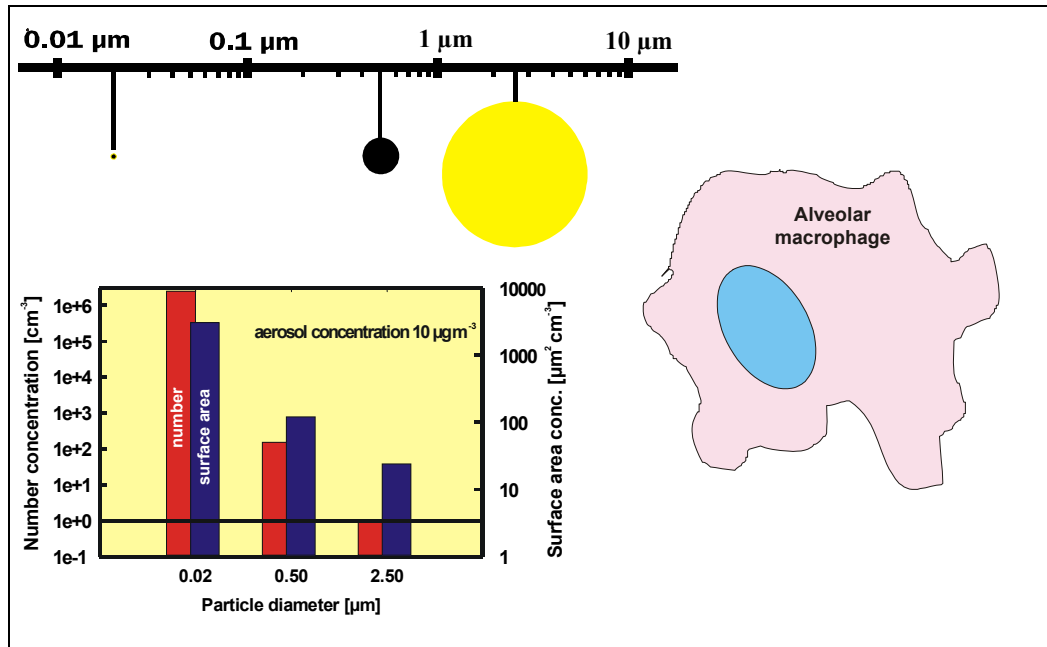 0.01 µm 0.1 µm 1 µm 10 µm
Alveolar
macrophage
Number concentration [cm⁻³]
1e+6
1e+5
1e+4
1e+3
1e+2
1e+1
1e+0
1e-1
aerosol concentration 10 µgm⁻³
number
surface area
10000
1000
100
10
1
Surface area conc. [µm² cm⁻³]
0.02 0.50 2.50
Particle diameter [µm]